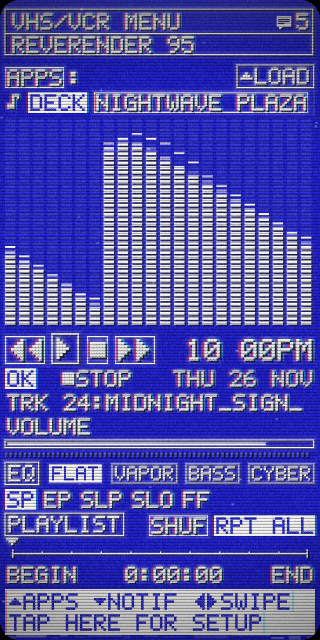 VHS/VCR MENU 5
REVERENDER 95
APPS: LOAD
DECK NIGHTWAVE PLAZA
10 00PM
OK STOP THU 26 NOV
TRK 24:MIDNIGHT_SIGN_
VOLUME
EQ FLAT VAPOR BASS CYBER
SP EP SLP SLO FF
PLAYLIST SHUF RPT ALL
BEGIN 0:00:00 END
APPS NOTIF SWIPE
TAP HERE FOR SETUP